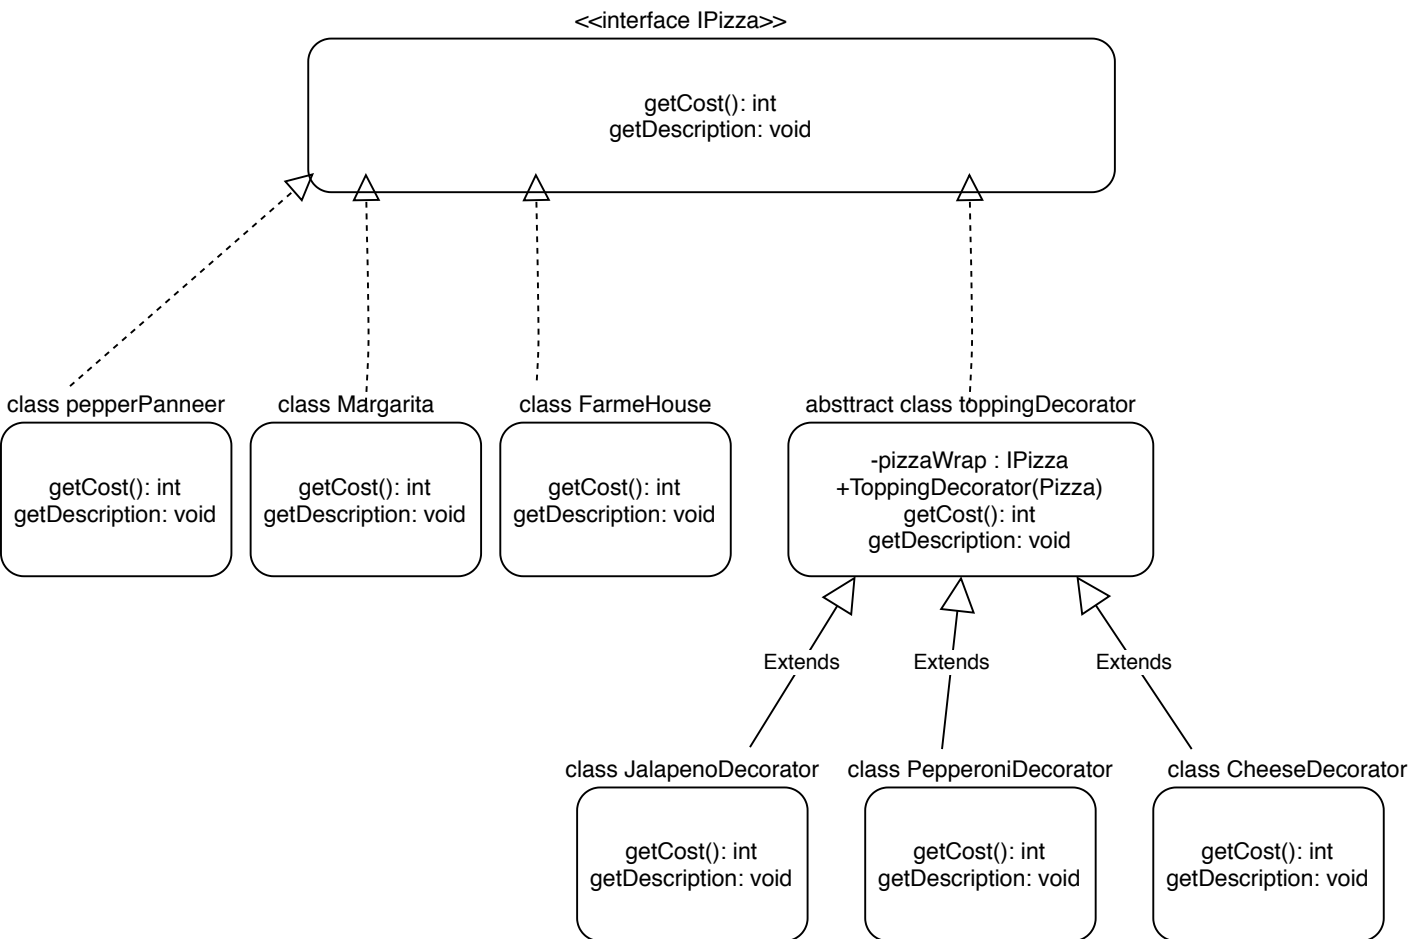 <<interface IPizza>>
getCost(): int
getDescription: void
class pepperPanneer
getCost(): int
getDescription: void
class Margarita
getCost(): int
getDescription: void
class FarmeHouse
getCost(): int
getDescription: void
absttract class toppingDecorator
-pizzaWrap : IPizza
+ToppingDecorator(Pizza)
getCost(): int
getDescription: void
Extends
Extends
Extends
class JalapenoDecorator
getCost(): int
getDescription: void
class PepperoniDecorator
getCost(): int
getDescription: void
class CheeseDecorator
getCost(): int
getDescription: void